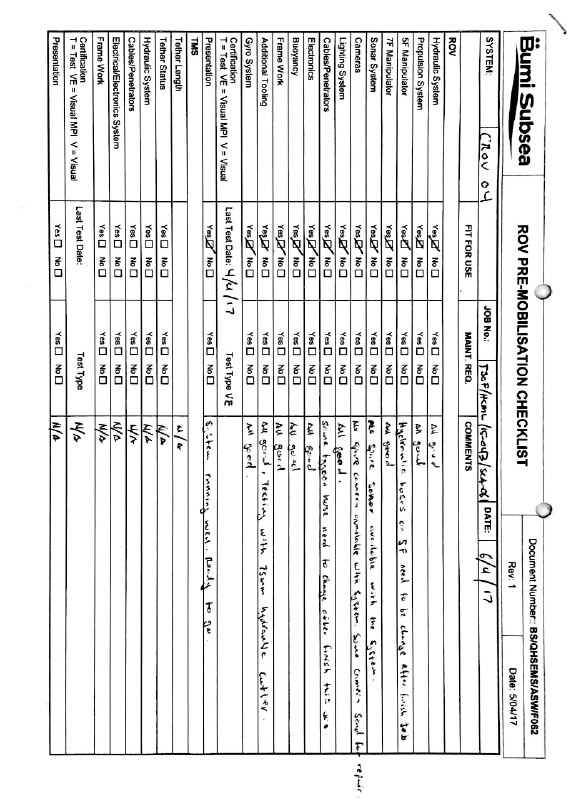 Bumi Subsea
ROV PRE-MOBILISATION CHECKLIST
Document Number:: BS/QHSEMS/ASW/F062
Rev: 1 Date: 5/04/17
SYSTEM: CROV 04 JOB No.: DATE: 6/4/17
FIT FOR USE MAINT. REQ. COMMENTS
ROV
Hydraulic System Yes ☑ No ☐ Yes ☐ No ☐ All good
Propulsion System Yes ☑ No ☐ Yes ☐ No ☐ All good
5F Manipulator Yes ☑ No ☐ Yes ☐ No ☐ Hydraulic hoses on 5F need to be change after finish job
7F Manipulator Yes ☑ No ☐ Yes ☐ No ☐ All good
Sonar System Yes ☑ No ☐ Yes ☐ No ☐ spare sonar available with the system.
Cameras Yes ☑ No ☐ Yes ☐ No ☐ No spare camera available with system. Some camera send for repair.
Lighting System Yes ☑ No ☐ Yes ☐ No ☐ All good.
Cables/Penetrators Yes ☑ No ☐ Yes ☐ No ☐ Some hose need to change after finish this job
Electronics Yes ☑ No ☐ Yes ☐ No ☐ All good
Buoyancy Yes ☑ No ☐ Yes ☐ No ☐ All good
Frame Work Yes ☑ No ☐ Yes ☐ No ☐ All good
Additional Tooling Yes ☑ No ☐ Yes ☐ No ☐ All good, Testing with 75mm hydraulic cutter.
Gyro System Yes ☑ No ☐ Yes ☐ No ☐ All good.
Certification
T = Test VE = Visual MPI V = Visual Last Test Date: 4/4/17 Test Type VE
Presentation Yes ☑ No ☐ Yes ☐ No ☐ System running well. Ready to go.
TMS
Tether Length N/A
Tether Status Yes ☐ No ☐ Yes ☐ No ☐ N/A
Hydraulic System Yes ☐ No ☐ Yes ☐ No ☐ N/A
Cables/Penetrators Yes ☐ No ☐ Yes ☐ No ☐ N/A
Electrical/Electronics System Yes ☐ No ☐ Yes ☐ No ☐ N/A
Frame Work Yes ☐ No ☐ Yes ☐ No ☐ N/A
Certification
T = Test VE = Visual MPI V = Visual Last Test Date: Test Type N/A
Presentation Yes ☐ No ☐ Yes ☐ No ☐ N/A